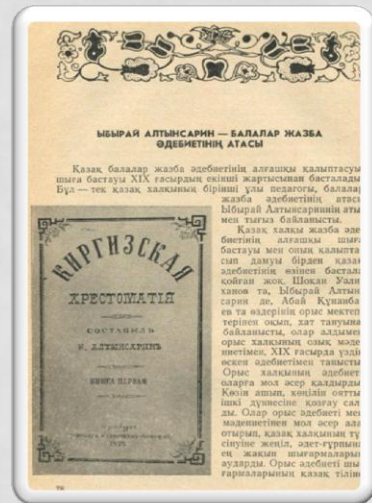 ЫБЫРАЙ АЛТЫНСАРИН — БАЛАЛАР ЖАЗБА
ӘДЕБИЕТІНІҢ АТАСЫ
Қазақ балалар жазба әдебиетінің алғашқы қалыптасу
шыға бастауы XIX ғасырдың екінші жартысынан басталады
Бұл — тек қазақ халқының бірінші ұлы педагогы, балалар
жазба әдебиетінің атасы
Ыбырай Алтынсариннің аты
мен тығыз байланысты.
Қазақ халқы жазба әде
биетінің алғашқы шыға
бастауы мен оның қалыпта
сып дамуы бірден қазақ
әдебиетінің өзінен бастала
қойған жоқ. Шоқан Уәли
ханов та, Ыбырай Алтын
сарин де, Абай Құнанба
ев та өздерінің орыс мектеп
терінен оқып, хат тануына
байланысты, олар алдымен
орыс халқының озық мәде
ниетімен, XIX ғасырда үздік
өскен әдебиетімен танысты
Орыс халқының әдебиеті
оларға мол әсер қалдырды
Көзін ашып, көңілін оятты
ішкі дүниесіне қозғау сал
ды. Олар орыс әдебиеті мен
мәдениетінен мол әсер ала
отырып, қазақ халқының тү
сінуіне жеңіл, әдет-ғұрпына
ең жақын шығармаларын
аударды. Орыс әдебиеті шы
ғармаларының қазақ тіліне
КИРГИЗСКАЯ
ХРЕСТОМАТІЯ
СОСТАВИЛЪ
И. АЛТЫНСАРИНЪ
КНИГА ПЕРВАЯ